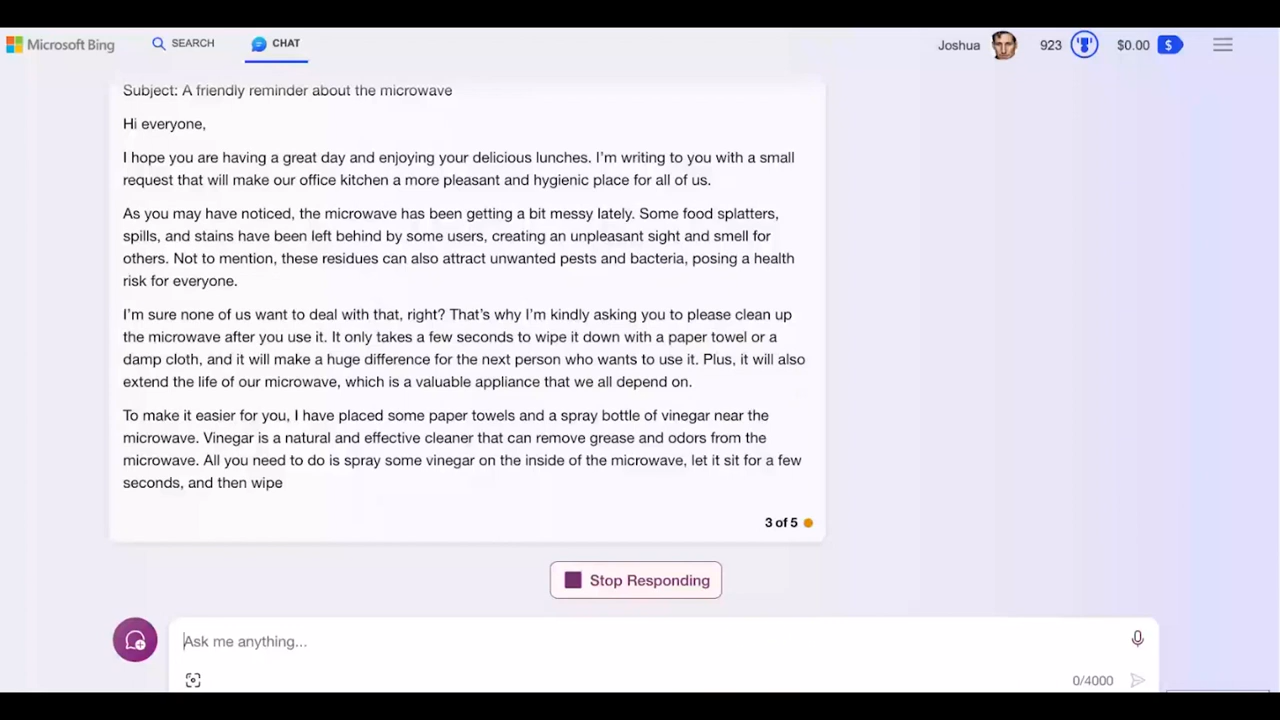 Microsoft Bing
SEARCH
CHAT
Joshua
923
$0.00
$
Subject: A friendly reminder about the microwave
Hi everyone,
I hope you are having a great day and enjoying your delicious lunches. I’m writing to you with a small
request that will make our office kitchen a more pleasant and hygienic place for all of us.
As you may have noticed, the microwave has been getting a bit messy lately. Some food splatters,
spills, and stains have been left behind by some users, creating an unpleasant sight and smell for
others. Not to mention, these residues can also attract unwanted pests and bacteria, posing a health
risk for everyone.
I’m sure none of us want to deal with that, right? That’s why I’m kindly asking you to please clean up
the microwave after you use it. It only takes a few seconds to wipe it down with a paper towel or a
damp cloth, and it will make a huge difference for the next person who wants to use it. Plus, it will also
extend the life of our microwave, which is a valuable appliance that we all depend on.
To make it easier for you, I have placed some paper towels and a spray bottle of vinegar near the
microwave. Vinegar is a natural and effective cleaner that can remove grease and odors from the
microwave. All you need to do is spray some vinegar on the inside of the microwave, let it sit for a few
seconds, and then wipe
3 of 5
Stop Responding
Ask me anything...
0/4000